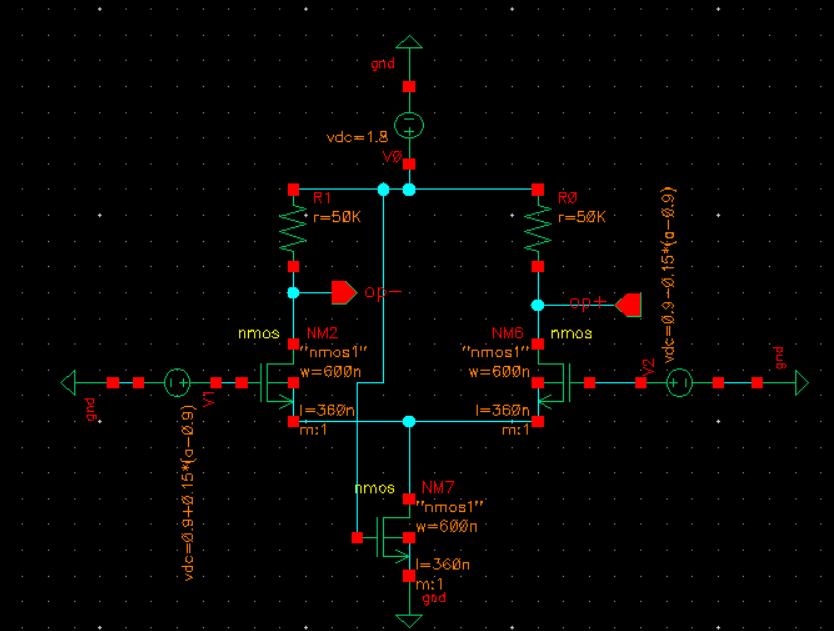 gnd
vdc=1.8
V0
R1
r=50K
R0
r=50K
op-
op+
vdc=0.9-0.15*(a-0.9)
nmos
NM2
"nmos1"
w=600n
l=360n
m:1
NM6
nmos
"nmos1"
w=600n
l=360n
m:1
gnd
V1
vdc=0.9+0.15*(a-0.9)
V2
gnd
nmos
NM7
"nmos1"
w=600n
l=360n
m:1
gnd